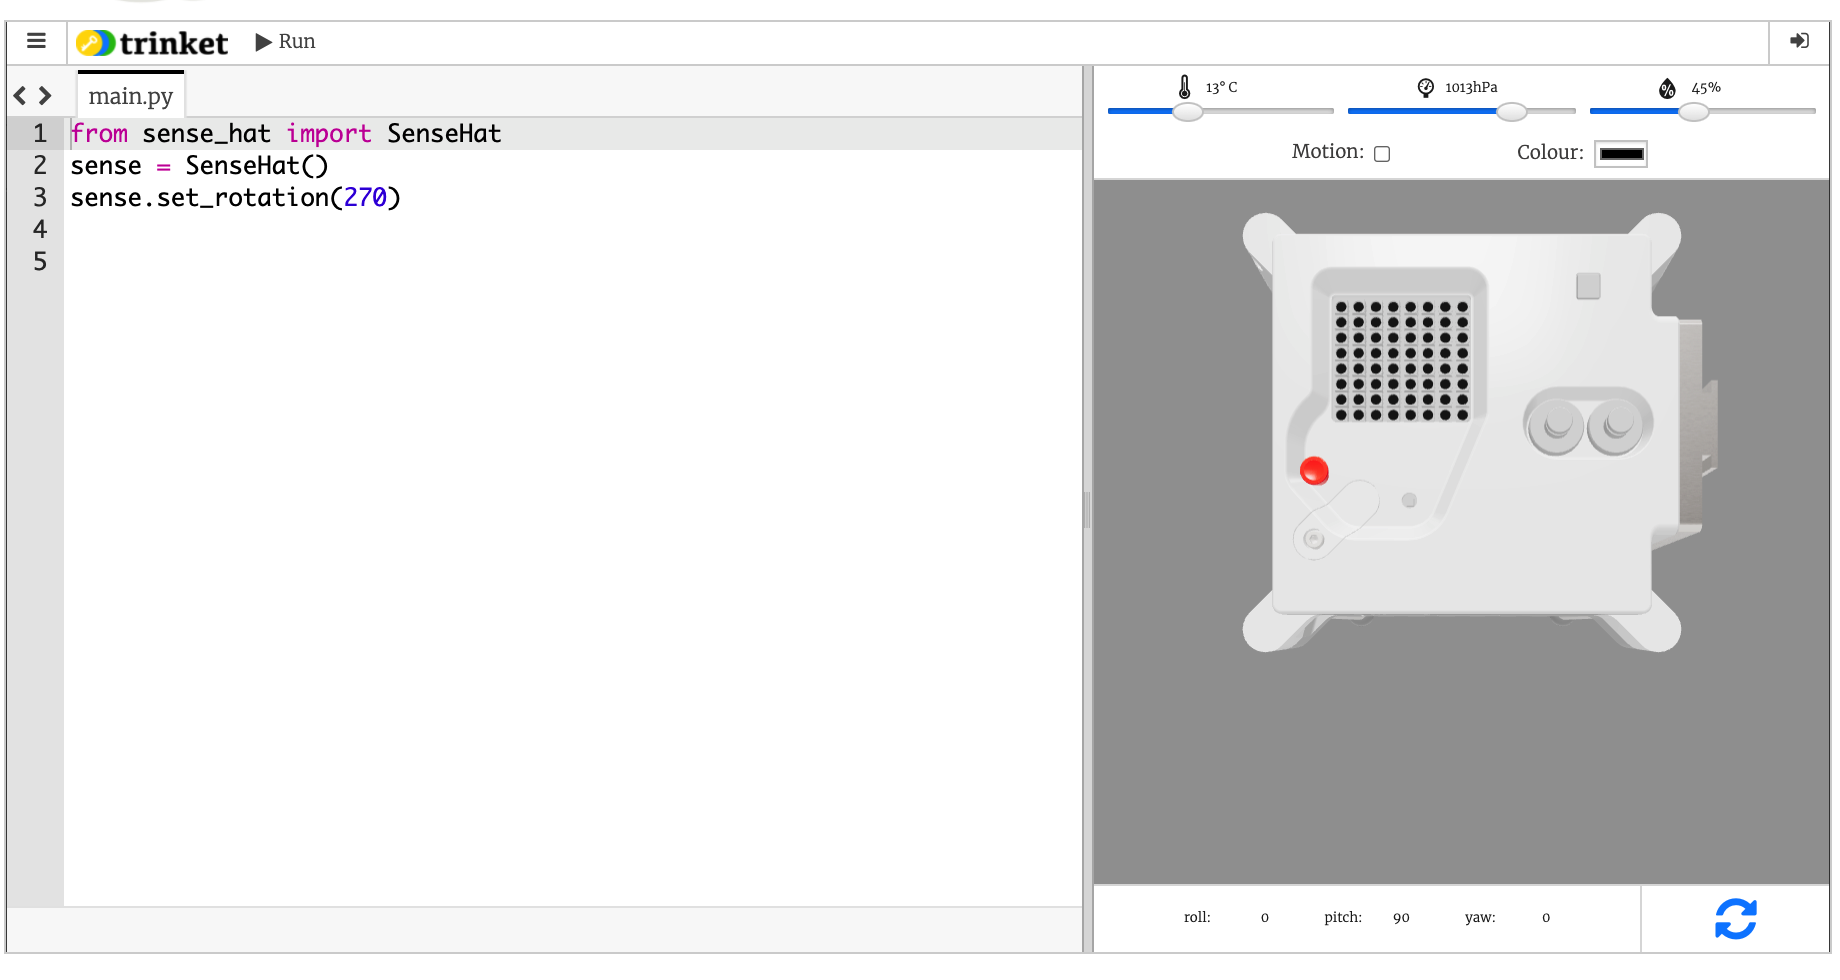 trinket Run
main.py
1 from sense_hat import SenseHat
2 sense = SenseHat()
3 sense.set_rotation(270)
4
5
13° C 1013hPa 45%
Motion: Colour:
roll: 0 pitch: 90 yaw: 0